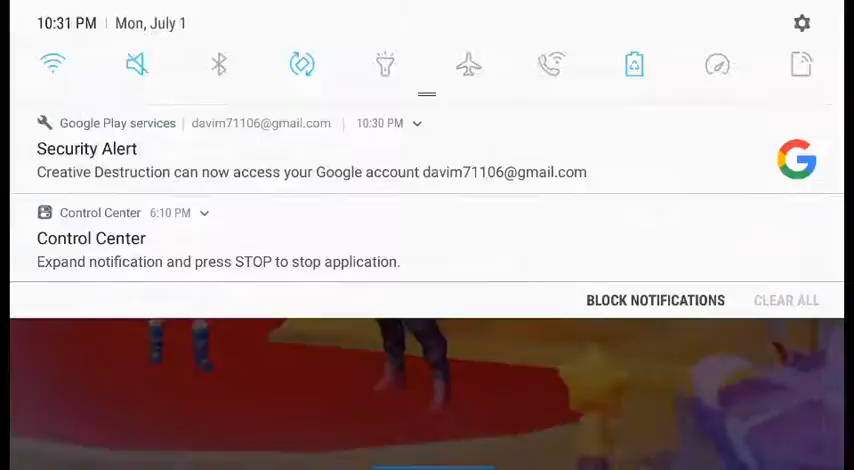 10:31 PM | Mon, July 1
Google Play services | davim71106@gmail.com | 10:30 PM
Security Alert
Creative Destruction can now access your Google account davim71106@gmail.com
Control Center 6:10 PM
Control Center
Expand notification and press STOP to stop application.
BLOCK NOTIFICATIONS CLEAR ALL